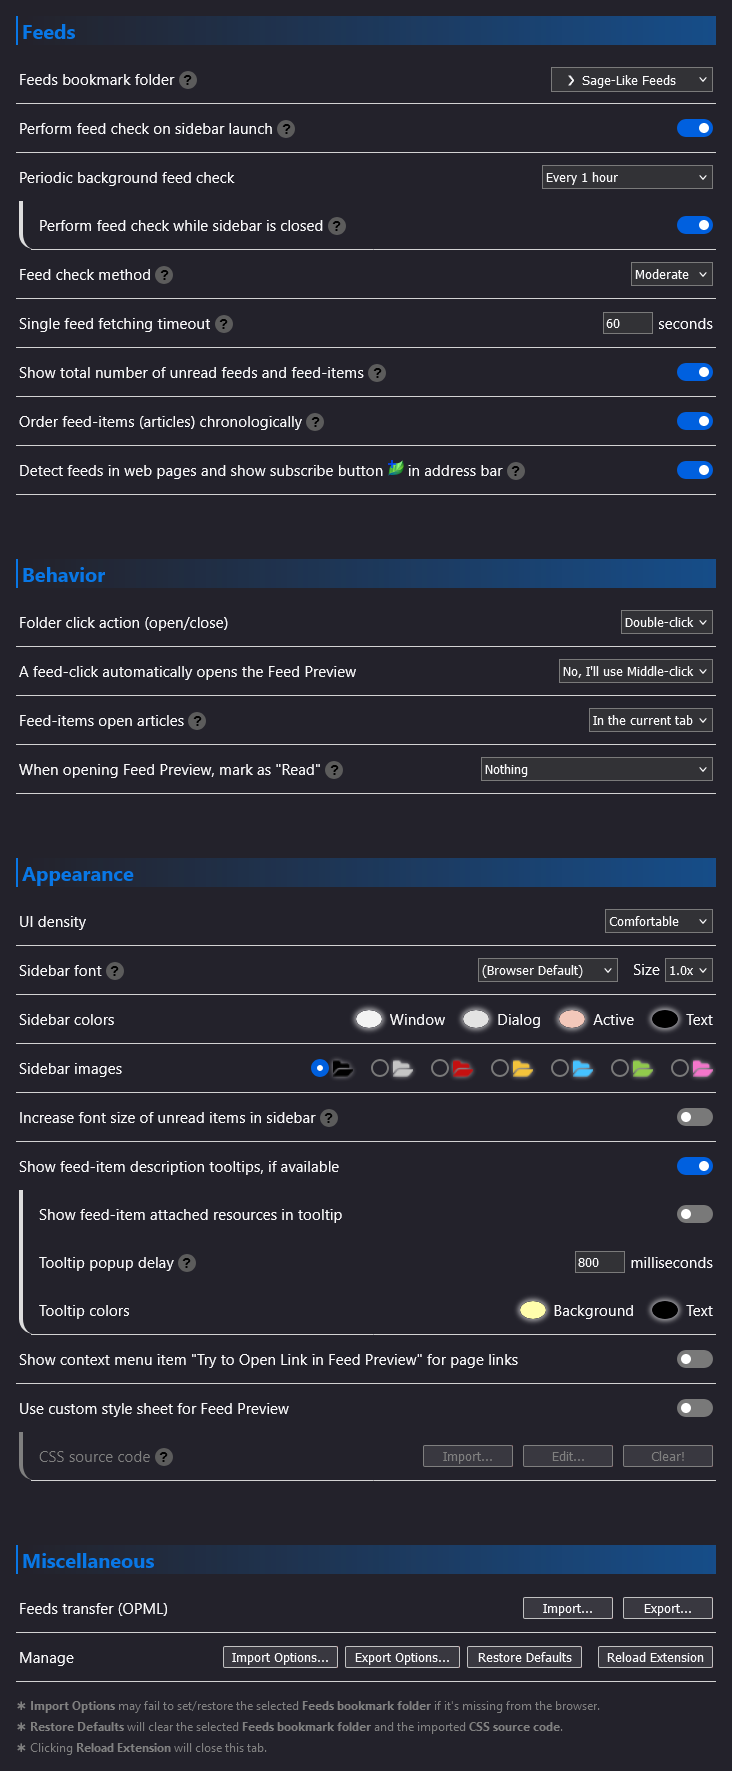 Feeds
Feeds bookmark folder ? ❯ Sage-Like Feeds
Perform feed check on sidebar launch ?
Periodic background feed check Every 1 hour
Perform feed check while sidebar is closed ?
Feed check method ? Moderate
Single feed fetching timeout ? 60 seconds
Show total number of unread feeds and feed-items ?
Order feed-items (articles) chronologically ?
Detect feeds in web pages and show subscribe button in address bar ?
Behavior
Folder click action (open/close) Double-click
A feed-click automatically opens the Feed Preview No, I'll use Middle-click
Feed-items open articles ? In the current tab
When opening Feed Preview, mark as "Read" ? Nothing
Appearance
UI density Comfortable
Sidebar font ? (Browser Default) Size 1.0x
Sidebar colors Window Dialog Active Text
Sidebar images
Increase font size of unread items in sidebar ?
Show feed-item description tooltips, if available
Show feed-item attached resources in tooltip
Tooltip popup delay ? 800 milliseconds
Tooltip colors Background Text
Show context menu item "Try to Open Link in Feed Preview" for page links
Use custom style sheet for Feed Preview
CSS source code ? Import... Edit... Clear!
Miscellaneous
Feeds transfer (OPML) Import... Export...
Manage Import Options... Export Options... Restore Defaults Reload Extension
∗ Import Options may fail to set/restore the selected Feeds bookmark folder if it's missing from the browser.
∗ Restore Defaults will clear the selected Feeds bookmark folder and the imported CSS source code.
∗ Clicking Reload Extension will close this tab.